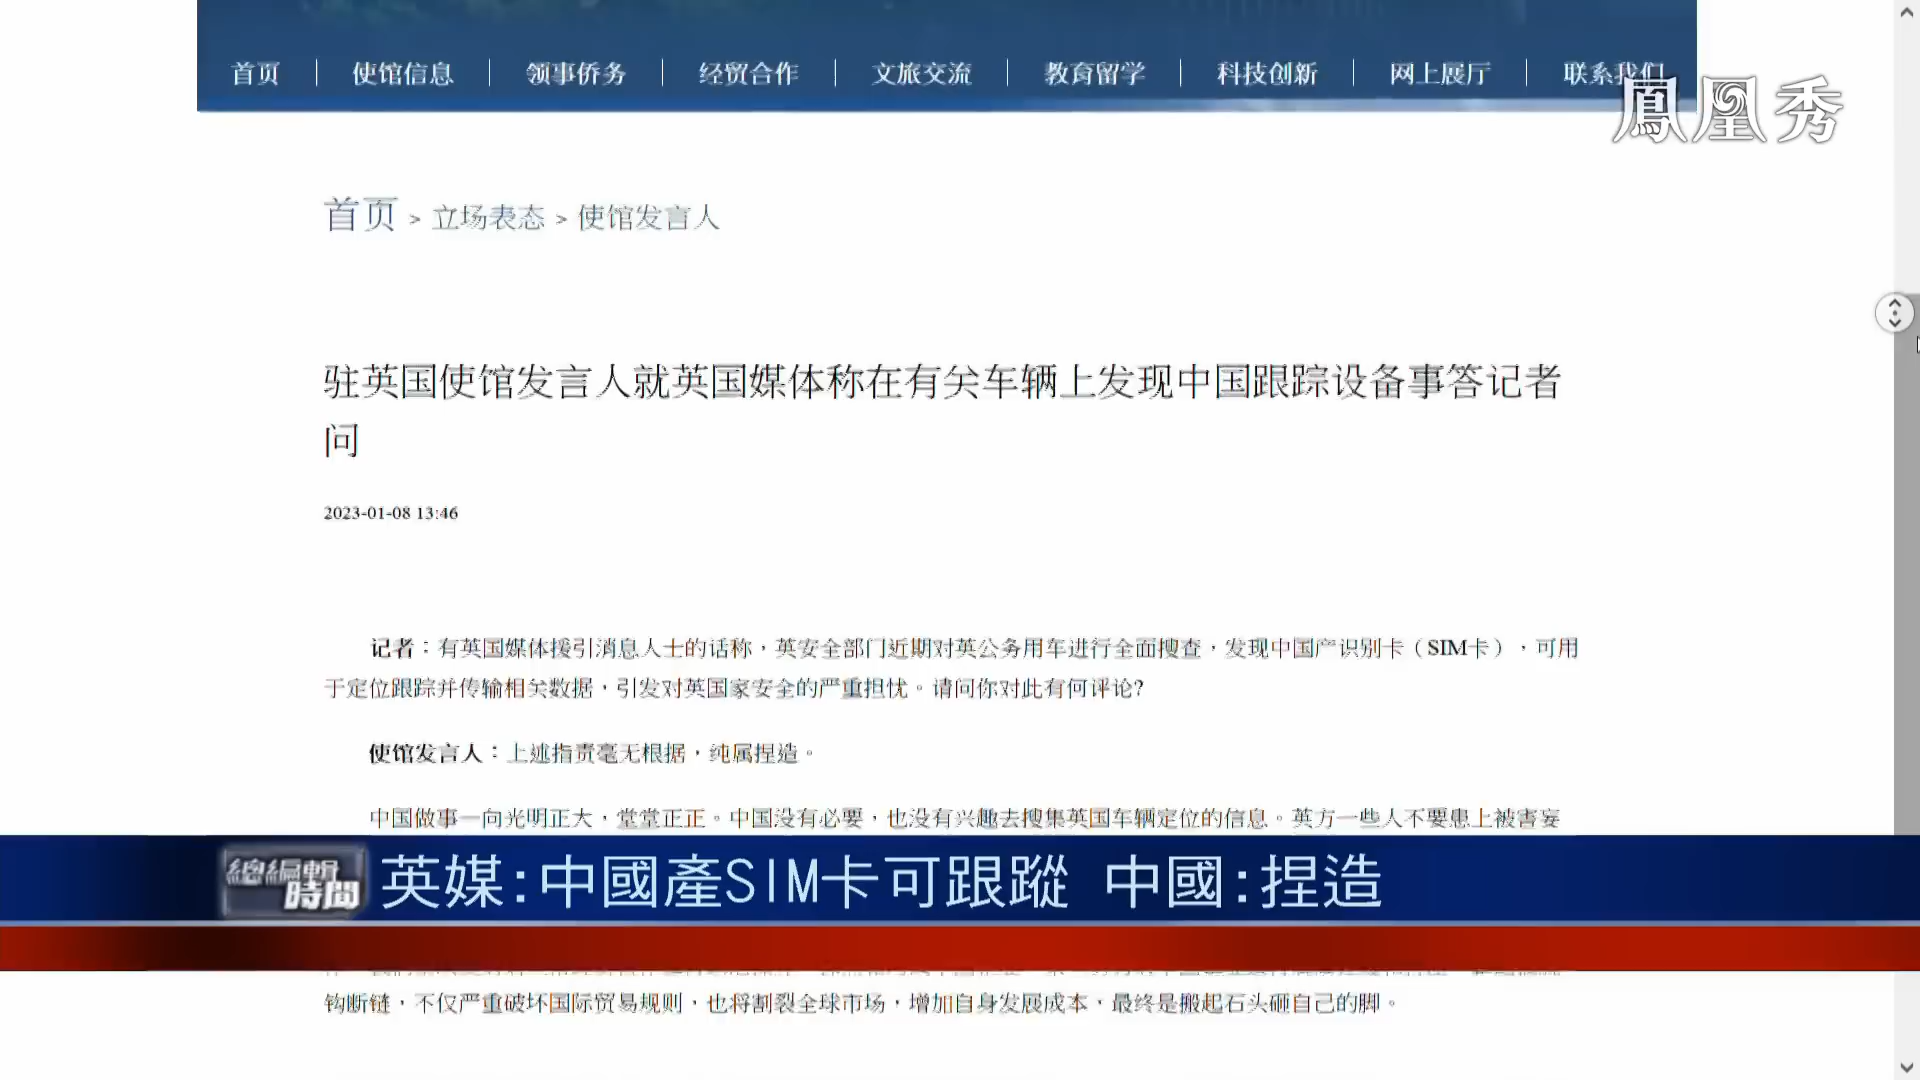 首页 使馆信息 领事侨务 经贸合作 文旅交流 教育留学 科技创新 网上展厅 联系我们
鳳凰秀
首页 > 立场表态 > 使馆发言人
驻英国使馆发言人就英国媒体称在有关车辆上发现中国跟踪设备事答记者
问
2023-01-08 13:46
记者：有英国媒体援引消息人士的话称，英安全部门近期对英公务用车进行全面搜查，发现中国产识别卡（SIM卡），可用
于定位跟踪并传输相关数据，引发对英国家安全的严重担忧。请问你对此有何评论?
使馆发言人：上述指责毫无根据，纯属捏造。
中国做事一向光明正大，堂堂正正。中国没有必要，也没有兴趣去搜集英国车辆定位的信息。英方一些人不要患上被害妄
總編輯
時間
英媒:中國產SIM卡可跟蹤 中國:捏造
钩断链，不仅严重破坏国际贸易规则，也将割裂全球市场，增加自身发展成本，最终是搬起石头砸自己的脚。